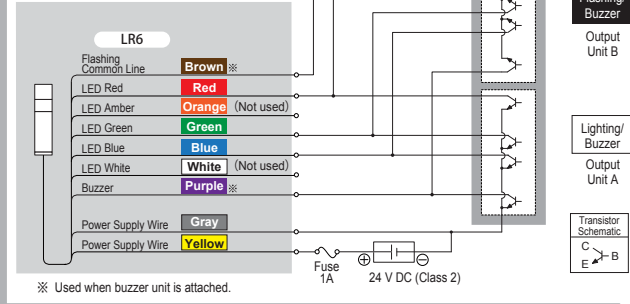 Flashing/
Buzzer
Output
Unit B
LR6
Flashing
Common Line
Brown ※
LED Red
Red
LED Amber
Orange (Not used)
LED Green
Green
LED Blue
Blue
LED White
White (Not used)
Buzzer
Purple ※
Power Supply Wire
Gray
Power Supply Wire
Yellow
Fuse
1A
⊕
⊖
24 V DC (Class 2)
※ Used when buzzer unit is attached.
Lighting/
Buzzer
Output
Unit A
Transistor
Schematic
C
B
E